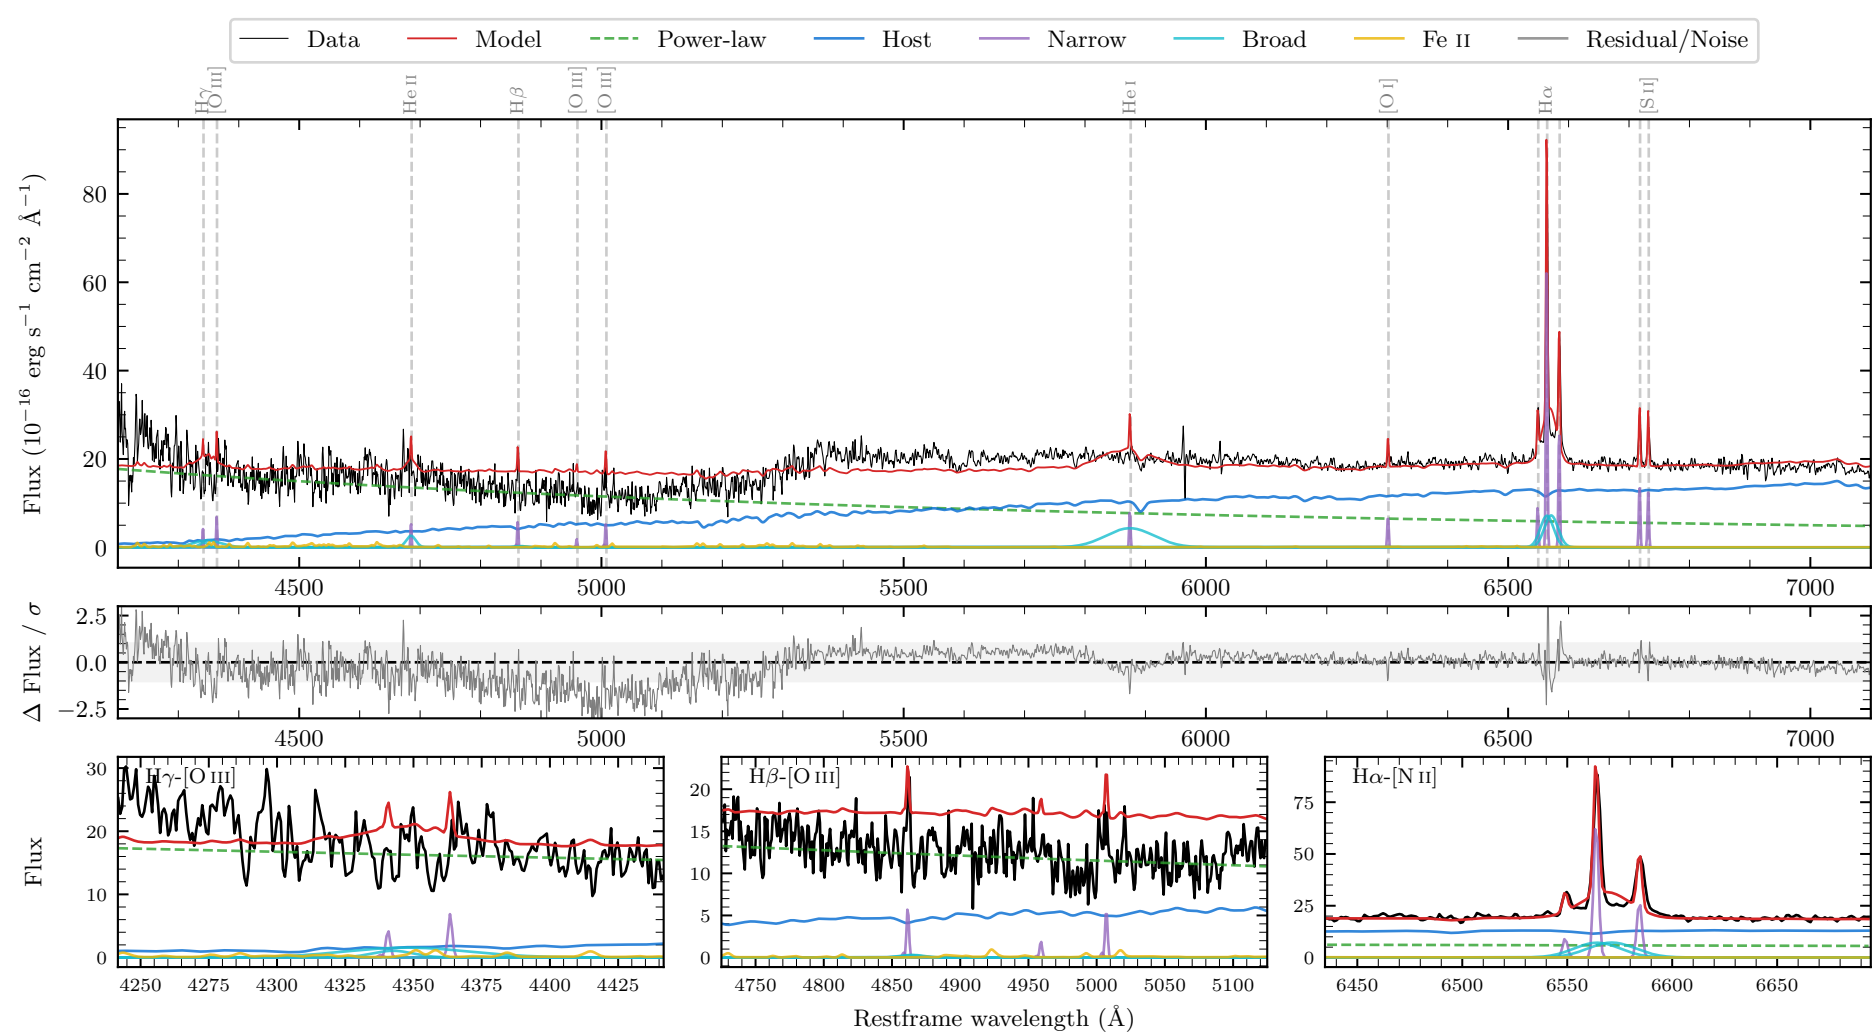 Data Model Power-law Host Narrow Broad Fe II Residual/Noise
Hγ [O III] He II Hβ [O III] [O III] He I [O I] Hα [S II]
Flux (10⁻¹⁶ erg s⁻¹ cm⁻² Å⁻¹)
80
60
40
20
0
4500 5000 5500 6000 6500 7000
Δ Flux / σ
2.5
0.0
−2.5
4500 5000 5500 6000 6500 7000
Flux
Hγ-[O III]
30
20
10
0
4250 4275 4300 4325 4350 4375 4400 4425
Hβ-[O III]
20
15
10
5
0
4750 4800 4850 4900 4950 5000 5050 5100
Hα-[N II]
75
50
25
0
6450 6500 6550 6600 6650
Restframe wavelength (Å)